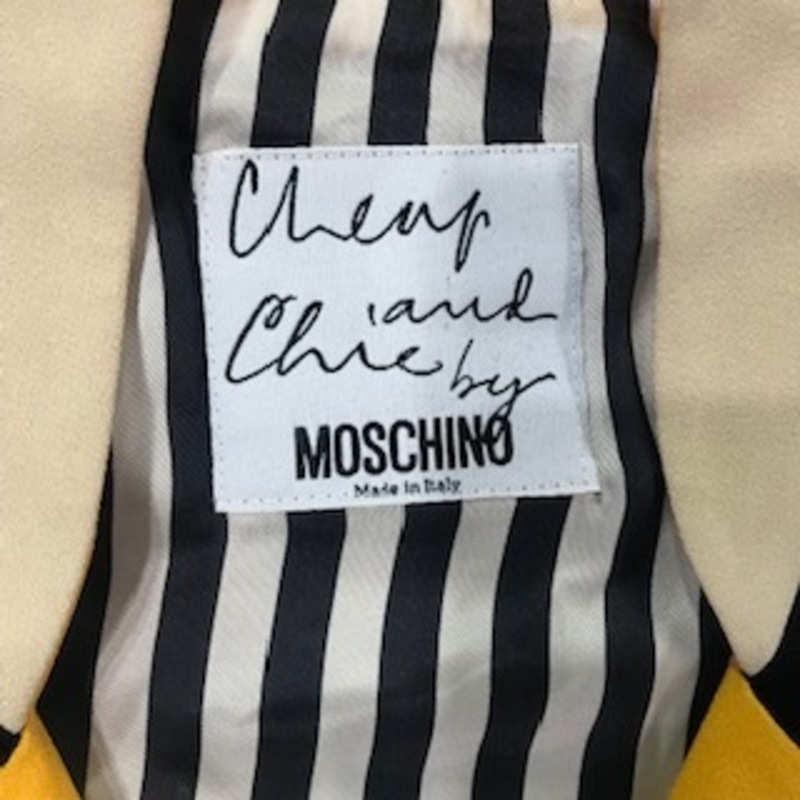 Cheap
and
Chic by
MOSCHINO
Made in Italy